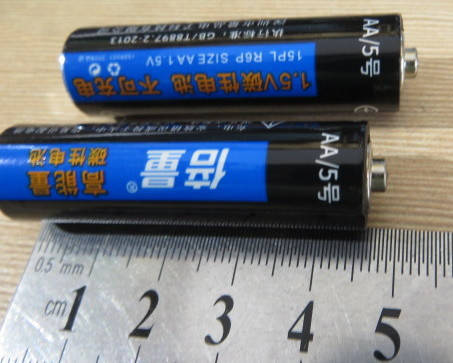 执行标准:GB/T8897.2-2013
15PL R6P SIZE AA 1.5V
1.5V碳性电池 不可充电
AA/5号
倍量®
高能量
碳性电池
AA/5号
0.5 mm
cm 1 2 3 4 5